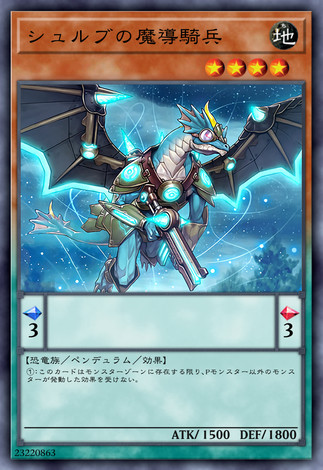 シュルブの魔導騎兵
地
3 3
【恐竜族／ペンデュラム／効果】
①：このカードはモンスターゾーンに存在する限り、Pモンスター以外のモンス
ターが発動した効果を受けない。
ATK/1500 DEF/1800
23220863